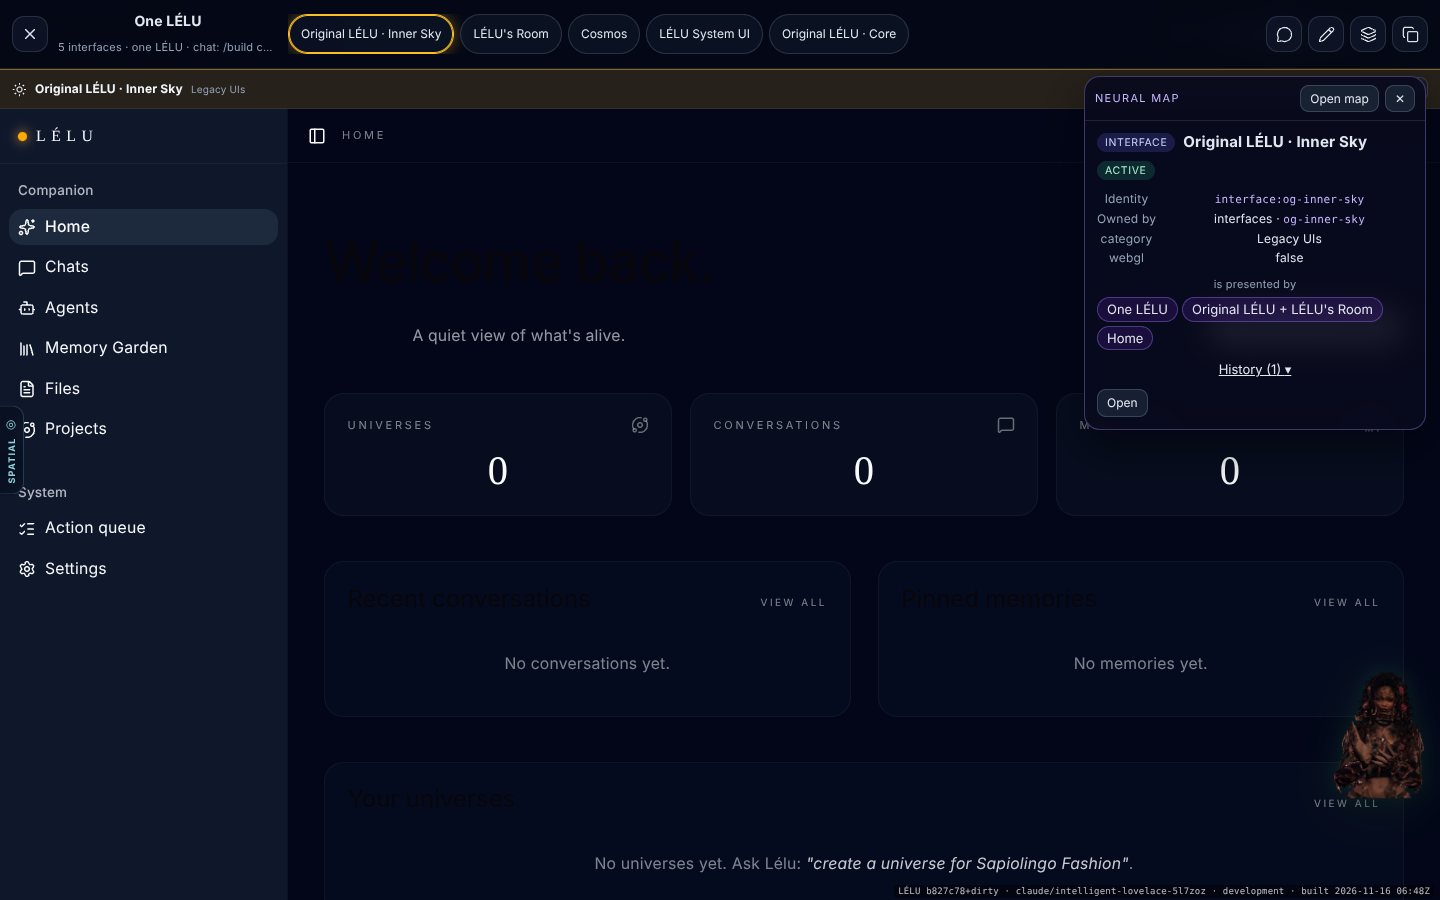 One LÉLU
5 interfaces · one LÉLU · chat: /build c...
Original LÉLU · Inner Sky
LÉLU's Room
Cosmos
LÉLU System UI
Original LÉLU · Core
Original LÉLU · Inner Sky Legacy UIs
LÉLU
Companion
Home
Chats
Agents
Memory Garden
Files
Projects
SPATIAL
System
Action queue
Settings
HOME
Welcome back.
A quiet view of what's alive.
UNIVERSES
0
CONVERSATIONS
0
M
0
Recent conversations
VIEW ALL
No conversations yet.
Pinned memories
VIEW ALL
No memories yet.
Your universes
VIEW ALL
No universes yet. Ask Lélu: "create a universe for Sapiolingo Fashion".
NEURAL MAP
Open map
INTERFACE Original LÉLU · Inner Sky
ACTIVE
Identity interface:og-inner-sky
Owned by interfaces · og-inner-sky
category Legacy UIs
webgl false
is presented by
One LÉLU
Original LÉLU + LÉLU's Room
Home
History (1) ▾
Open
LÉLU b827c78+dirty · claude/intelligent-lovelace-5l7zoz · development · built 2026-11-16 06:48Z